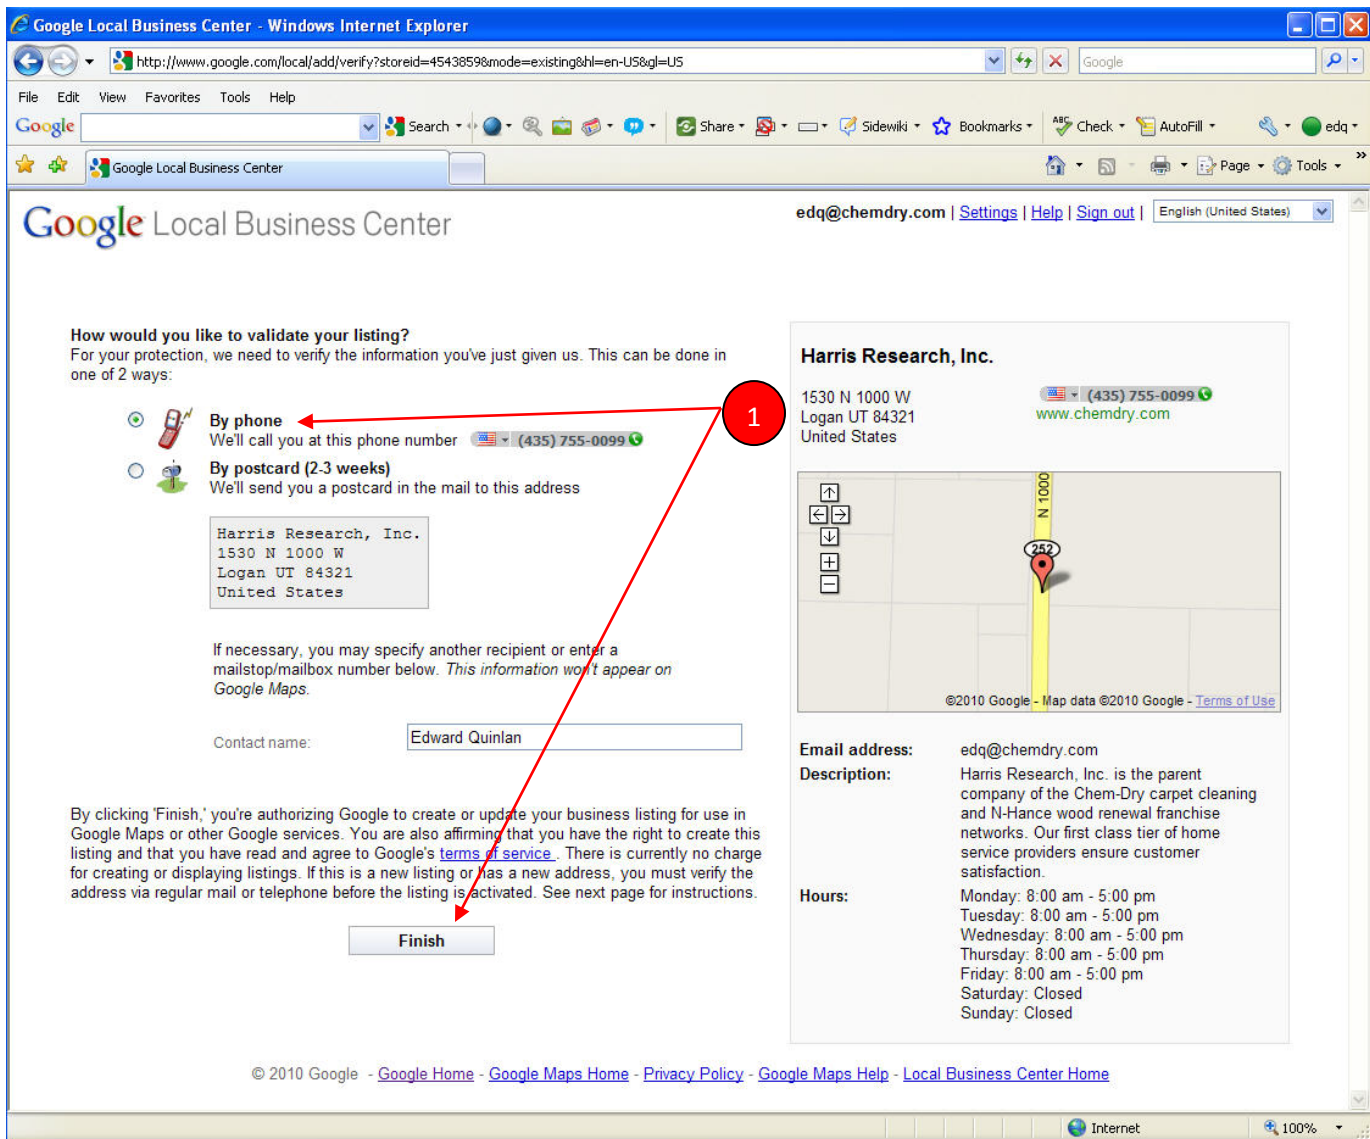 Google Local Business Center - Windows Internet Explorer
http://www.google.com/local/add/verify?storeid=4543859&mode=existing&hl=en-US&gl=US
Google
File Edit View Favorites Tools Help
Google Search Share Sidewiki Bookmarks ABC Check AutoFill edq
Google Local Business Center
Page Tools »
Google Local Business Center
edq@chemdry.com | Settings | Help | Sign out | English (United States)
How would you like to validate your listing?
For your protection, we need to verify the information you've just given us. This can be done in
one of 2 ways:
By phone
We'll call you at this phone number (435) 755-0099
By postcard (2-3 weeks)
We'll send you a postcard in the mail to this address
Harris Research, Inc.
1530 N 1000 W
Logan UT 84321
United States
If necessary, you may specify another recipient or enter a
mailstop/mailbox number below. This information won't appear on
Google Maps.
Contact name: Edward Quinlan
By clicking 'Finish,' you're authorizing Google to create or update your business listing for use in
Google Maps or other Google services. You are also affirming that you have the right to create this
listing and that you have read and agree to Google's terms of service . There is currently no charge
for creating or displaying listings. If this is a new listing or has a new address, you must verify the
address via regular mail or telephone before the listing is activated. See next page for instructions.
Finish
1
Harris Research, Inc.
1530 N 1000 W
Logan UT 84321
United States
(435) 755-0099
www.chemdry.com
N 1000
252
©2010 Google - Map data ©2010 Google - Terms of Use
Email address: edq@chemdry.com
Description: Harris Research, Inc. is the parent
company of the Chem-Dry carpet cleaning
and N-Hance wood renewal franchise
networks. Our first class tier of home
service providers ensure customer
satisfaction.
Hours: Monday: 8:00 am - 5:00 pm
Tuesday: 8:00 am - 5:00 pm
Wednesday: 8:00 am - 5:00 pm
Thursday: 8:00 am - 5:00 pm
Friday: 8:00 am - 5:00 pm
Saturday: Closed
Sunday: Closed
© 2010 Google - Google Home - Google Maps Home - Privacy Policy - Google Maps Help - Local Business Center Home
Internet 100%